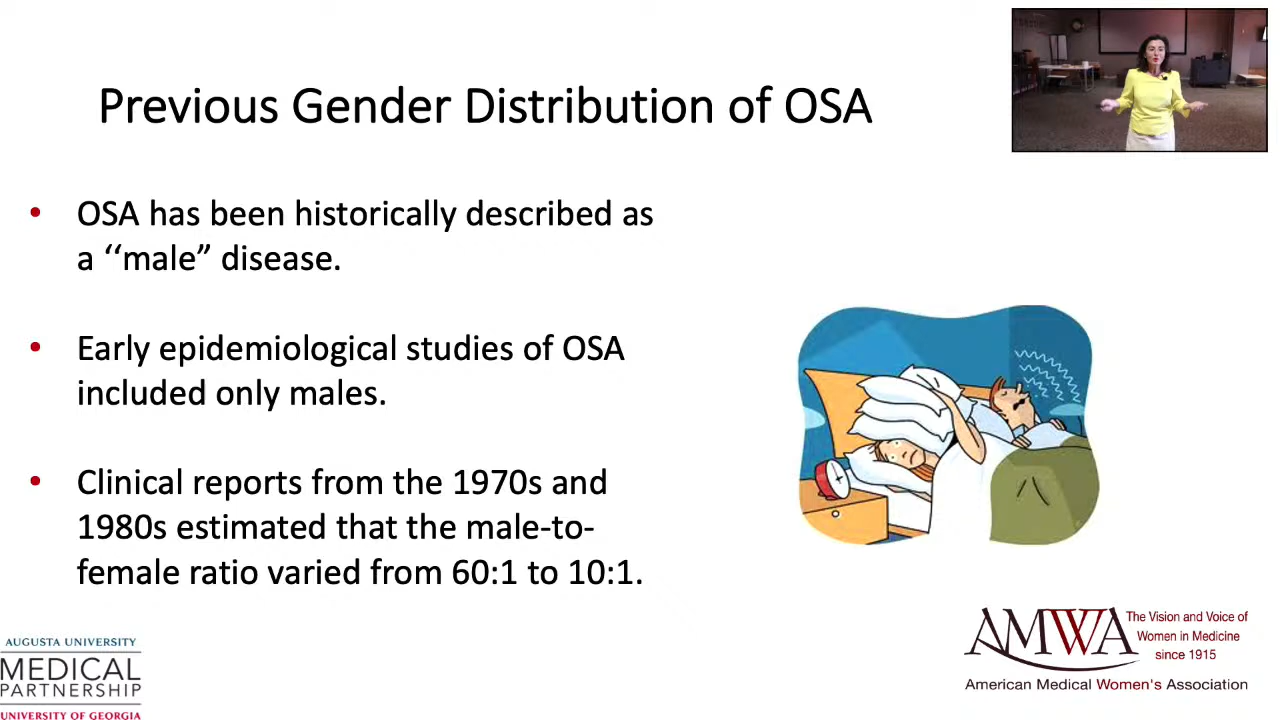 Previous Gender Distribution of OSA
• OSA has been historically described as
a ‘‘male” disease.
• Early epidemiological studies of OSA
included only males.
• Clinical reports from the 1970s and
1980s estimated that the male-to-
female ratio varied from 60:1 to 10:1.
AUGUSTA UNIVERSITY
MEDICAL
PARTNERSHIP
UNIVERSITY OF GEORGIA
AMWA
The Vision and Voice of
Women in Medicine
since 1915
American Medical Women's Association